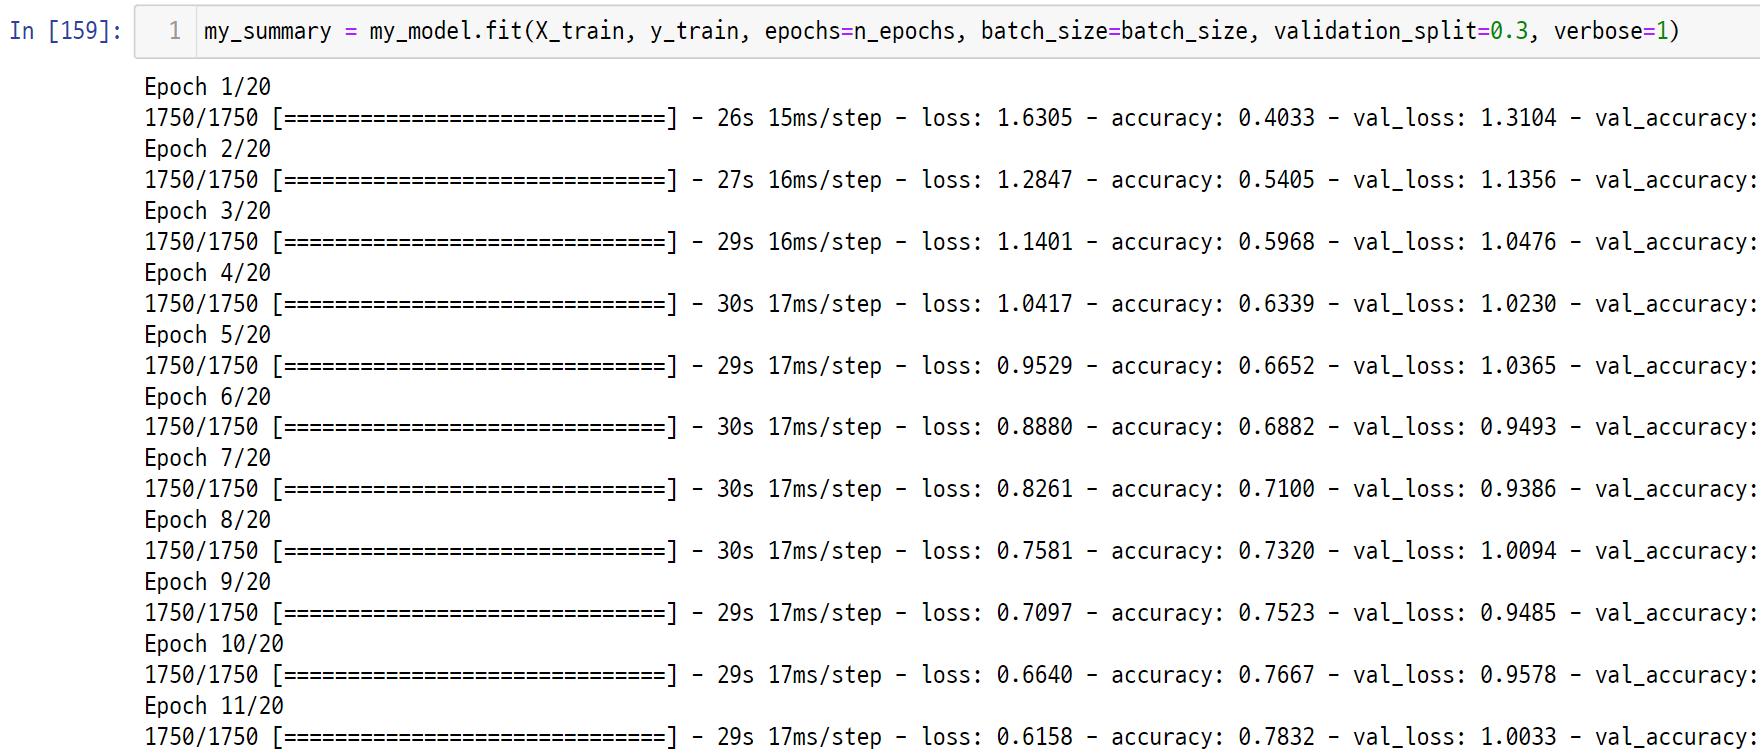 In [159]: 1 my_summary = my_model.fit(X_train, y_train, epochs=n_epochs, batch_size=batch_size, validation_split=0.3, verbose=1)
Epoch 1/20
1750/1750 [==============================] - 26s 15ms/step - loss: 1.6305 - accuracy: 0.4033 - val_loss: 1.3104 - val_accuracy:
Epoch 2/20
1750/1750 [==============================] - 27s 16ms/step - loss: 1.2847 - accuracy: 0.5405 - val_loss: 1.1356 - val_accuracy:
Epoch 3/20
1750/1750 [==============================] - 29s 16ms/step - loss: 1.1401 - accuracy: 0.5968 - val_loss: 1.0476 - val_accuracy:
Epoch 4/20
1750/1750 [==============================] - 30s 17ms/step - loss: 1.0417 - accuracy: 0.6339 - val_loss: 1.0230 - val_accuracy:
Epoch 5/20
1750/1750 [==============================] - 29s 17ms/step - loss: 0.9529 - accuracy: 0.6652 - val_loss: 1.0365 - val_accuracy:
Epoch 6/20
1750/1750 [==============================] - 30s 17ms/step - loss: 0.8880 - accuracy: 0.6882 - val_loss: 0.9493 - val_accuracy:
Epoch 7/20
1750/1750 [==============================] - 30s 17ms/step - loss: 0.8261 - accuracy: 0.7100 - val_loss: 0.9386 - val_accuracy:
Epoch 8/20
1750/1750 [==============================] - 30s 17ms/step - loss: 0.7581 - accuracy: 0.7320 - val_loss: 1.0094 - val_accuracy:
Epoch 9/20
1750/1750 [==============================] - 29s 17ms/step - loss: 0.7097 - accuracy: 0.7523 - val_loss: 0.9485 - val_accuracy:
Epoch 10/20
1750/1750 [==============================] - 29s 17ms/step - loss: 0.6640 - accuracy: 0.7667 - val_loss: 0.9578 - val_accuracy:
Epoch 11/20
1750/1750 [==============================] - 29s 17ms/step - loss: 0.6158 - accuracy: 0.7832 - val_loss: 1.0033 - val_accuracy: